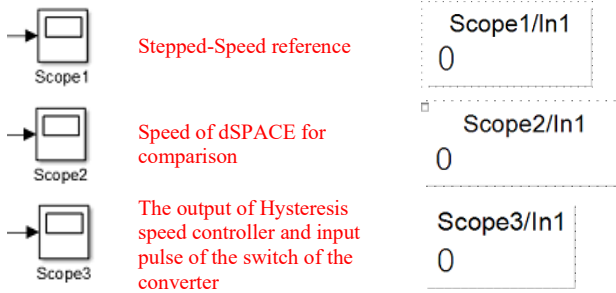 Scope1
Stepped-Speed reference
Scope1/In1
0
Scope2
Speed of dSPACE for
comparison
Scope2/In1
0
Scope3
The output of Hysteresis
speed controller and input
pulse of the switch of the
converter
Scope3/In1
0